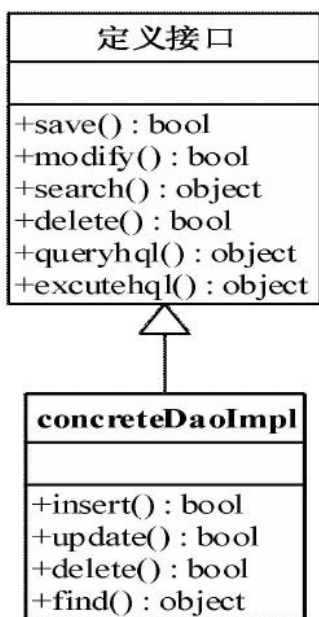 定义接口
+save() : bool
+modify() : bool
+search() : object
+delete() : bool
+queryhql() : object
+excutehql() : object
concreteDaoImpl
+insert() : bool
+update() : bool
+delete() : bool
+find() : object